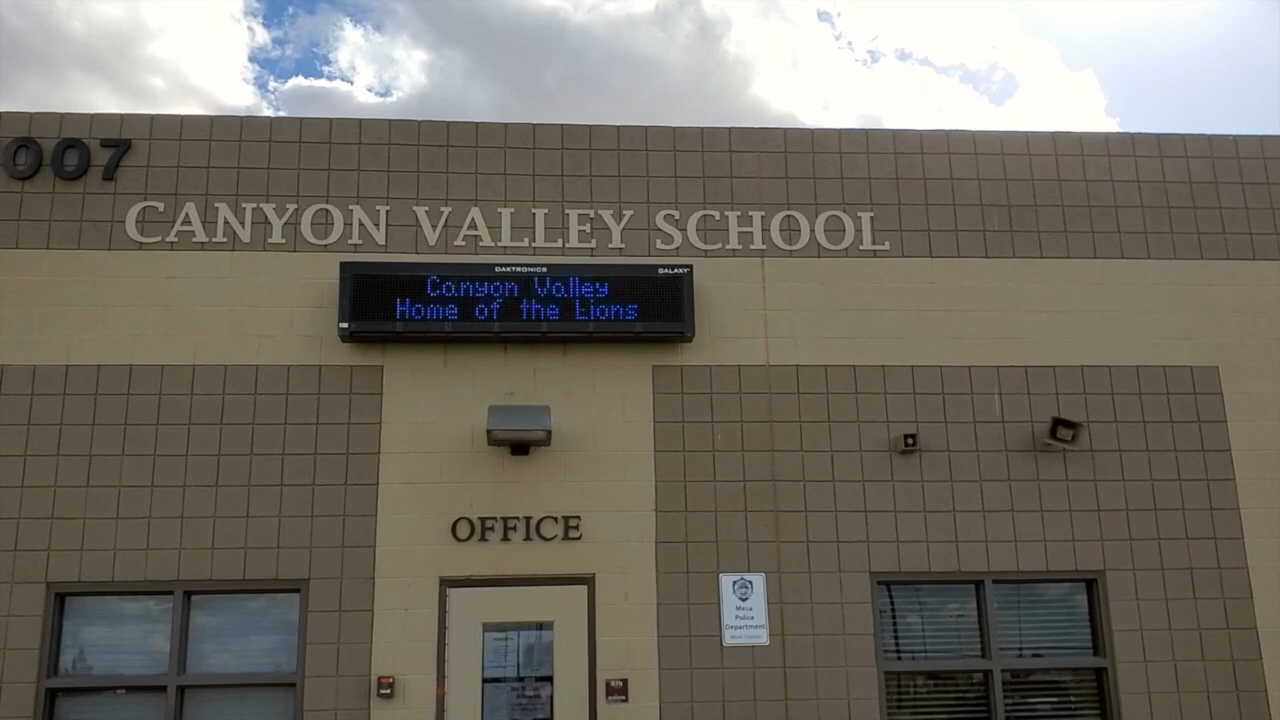 007
CANYON VALLEY SCHOOL
DAKTRONICS
GALAXY
Canyon Valley
Home of the Lions
OFFICE
Mesa
Police
Department